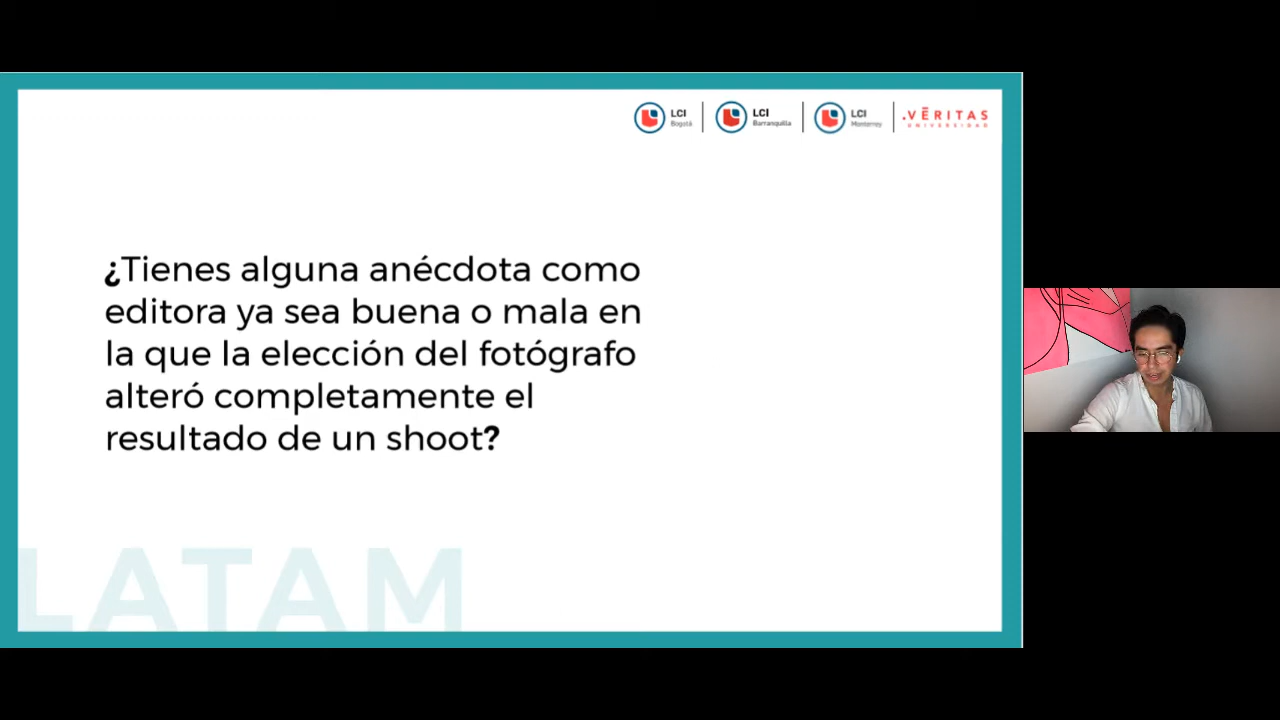 LCI
Bogotá
LCI
Barranquilla
LCI
Monterrey
.VĒRITAS
UNIVERSIDAD
¿Tienes alguna anécdota como
editora ya sea buena o mala en
la que la elección del fotógrafo
alteró completamente el
resultado de un shoot?
LATAM